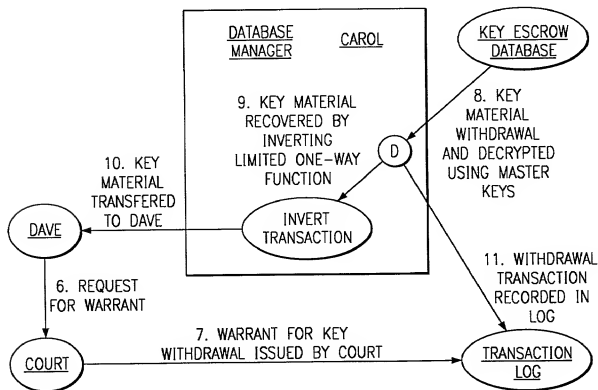 DATABASE
MANAGER
CAROL
KEY ESCROW
DATABASE
9. KEY MATERIAL
RECOVERED BY
INVERTING
LIMITED ONE-WAY
FUNCTION
D
8. KEY
MATERIAL
WITHDRAWAL
AND DECRYPTED
USING MASTER
KEYS
10. KEY
MATERIAL
TRANSFERED
TO DAVE
DAVE
INVERT
TRANSACTION
6. REQUEST
FOR WARRANT
11. WITHDRAWAL
TRANSACTION
RECORDED IN
LOG
7. WARRANT FOR KEY
WITHDRAWAL ISSUED BY COURT
COURT
TRANSACTION
LOG